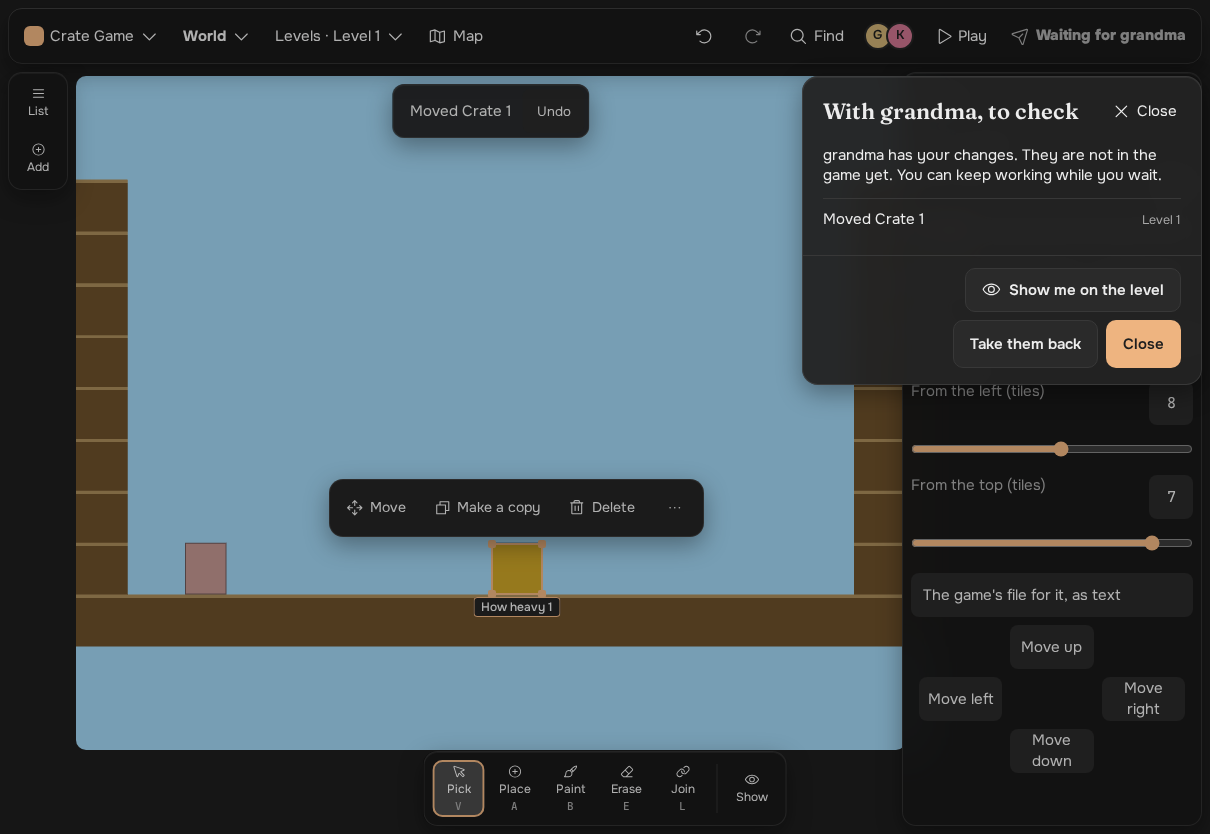 Crate Game
World
Levels · Level 1
Map
Find
G
K
Play
Waiting for grandma
List
Add
Moved Crate 1
Undo
With grandma, to check
Close
grandma has your changes. They are not in the
game yet. You can keep working while you wait.
Moved Crate 1
Level 1
Show me on the level
Take them back
Close
From the left (tiles)
8
From the top (tiles)
7
Move
Make a copy
Delete
···
How heavy 1
The game's file for it, as text
Move up
Move left
Move
right
Move
down
Pick
V
Place
A
Paint
B
Erase
E
Join
L
Show